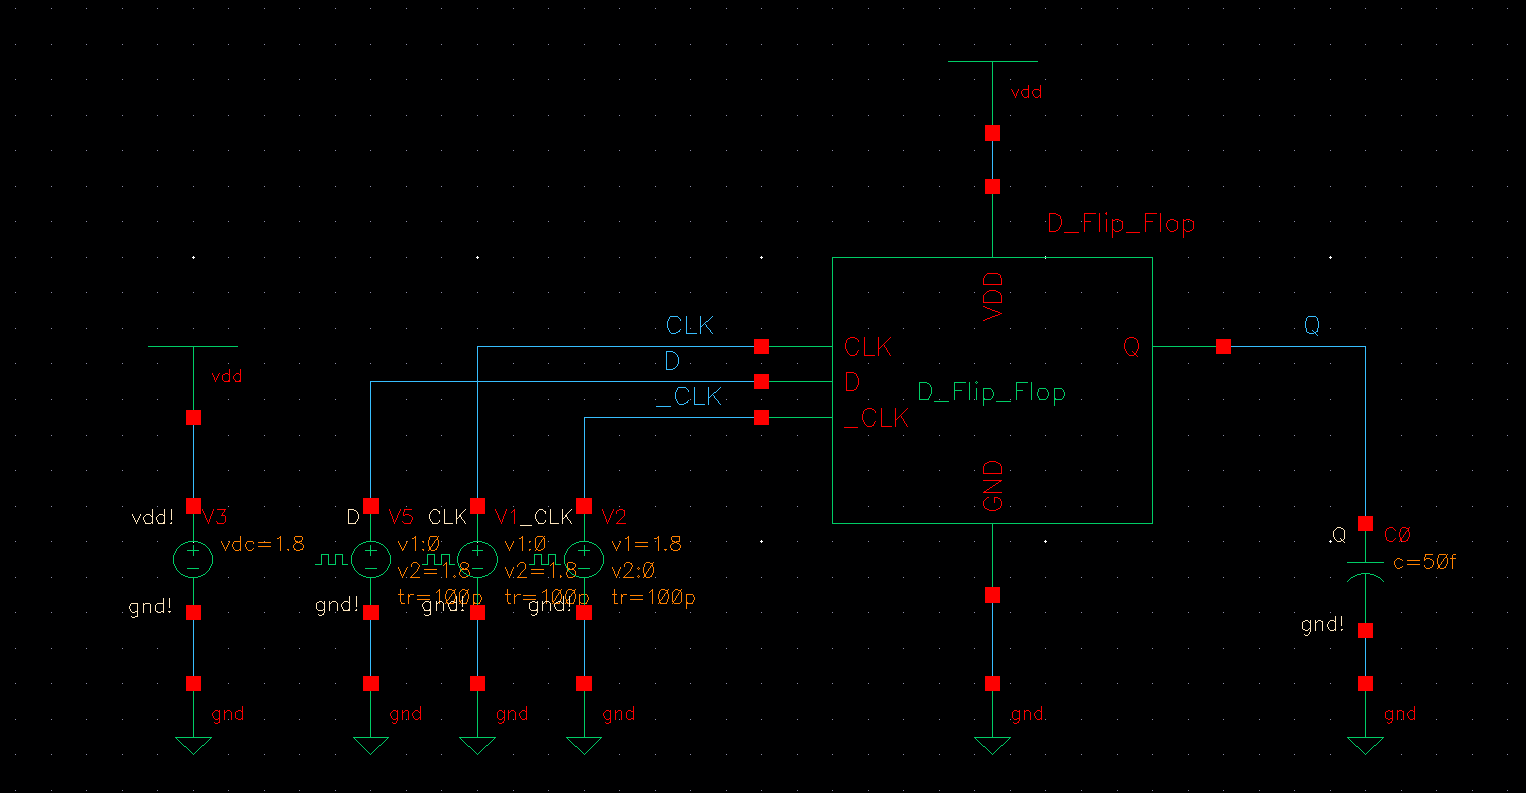 vdd
D_Flip_Flop
VDD
CLK
Q
CLK
Q
D
vdd
D
D_Flip_Flop
_CLK
_CLK
GND
vdd!
V3
D
V5
CLK
V1
_CLK
V2
Q
C0
vdc=1.8
v1:0
v1:0
v1=1.8
c=50f
v2=1.8
v2=1.8
v2:0
tr=100p
tr=100p
tr=100p
gnd!
gnd!
gnd!
gnd!
gnd!
gnd
gnd
gnd
gnd
gnd
gnd